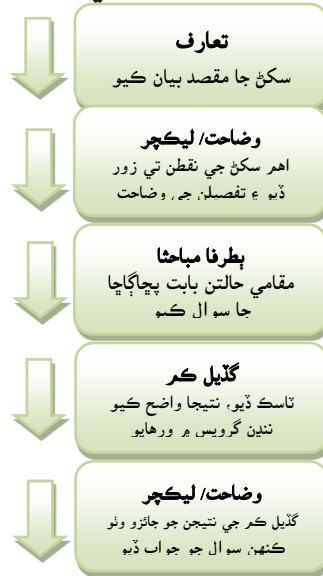 تعارف
سکڻ جا مقصد بيان ڪيو
وضاحت/ ليڪچر
اهم سکڻ جي نقطن تي زور
ڏيو ۽ تفصيلن جي وضاحت
ٻطرفا مباحثا
مقامي حالتن بابت پڇاڳاڇا
جا سوال ڪيو
گڏيل ڪم
ٽاسڪ ڏيو، نتيجا واضح ڪيو
ننڍن گروپس ۾ ورهايو
وضاحت/ ليڪچر
گڏيل ڪم جي نتيجن جو جائزو وٺو
ڪنهن سوال جو جواب ڏيو